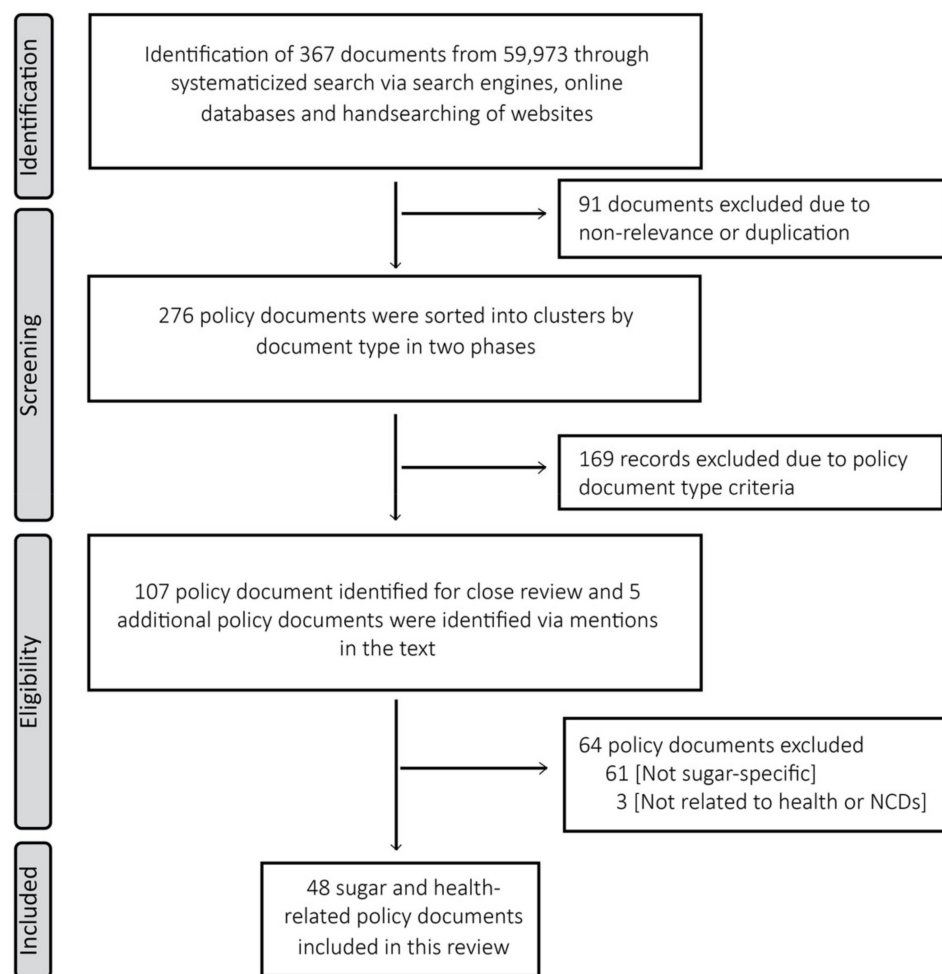 Identification
Identification of 367 documents from 59,973 through
systematicized search via search engines, online
databases and handsearching of websites
91 documents excluded due to
non-relevance or duplication
Screening
276 policy documents were sorted into clusters by
document type in two phases
169 records excluded due to policy
document type criteria
Eligibility
107 policy document identified for close review and 5
additional policy documents were identified via mentions
in the text
64 policy documents excluded
61 [Not sugar-specific]
3 [Not related to health or NCDs]
Included
48 sugar and health-
related policy documents
included in this review